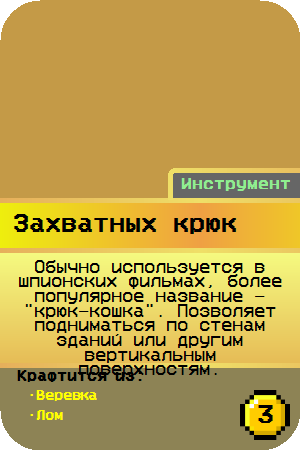 Инструмент
Захватных крюк
Обычно используется в
шпионских фильмах, более
популярное название -
"крюк-кошка". Позволяет
подниматься по стенам
зданий или другим
вертикальным
поверхностям.
Крафтится из:
·Веревка
·Лом
3